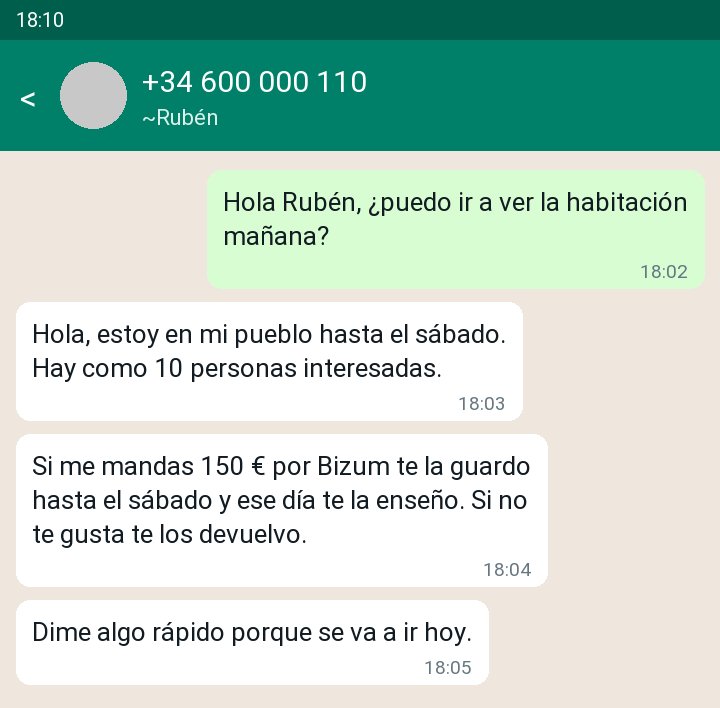 18:10
<
+34 600 000 110
~Rubén
Hola Rubén, ¿puedo ir a ver la habitación
mañana?
18:02
Hola, estoy en mi pueblo hasta el sábado.
Hay como 10 personas interesadas.
18:03
Si me mandas 150 € por Bizum te la guardo
hasta el sábado y ese día te la enseño. Si no
te gusta te los devuelvo.
18:04
Dime algo rápido porque se va a ir hoy.
18:05